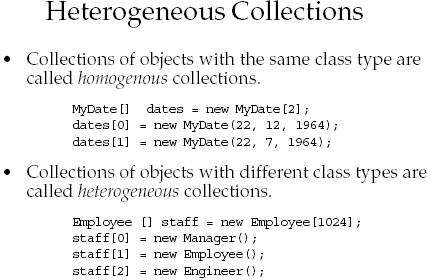 Heterogeneous Collections
• Collections of objects with the same class type are
called homogenous collections.
MyDate[]  dates = new MyDate[2];
dates[0] = new MyDate(22, 12, 1964);
dates[1] = new MyDate(22, 7, 1964);
• Collections of objects with different class types are
called heterogeneous collections.
Employee [] staff = new Employee[1024];
staff[0] = new Manager();
staff[1] = new Employee();
staff[2] = new Engineer();